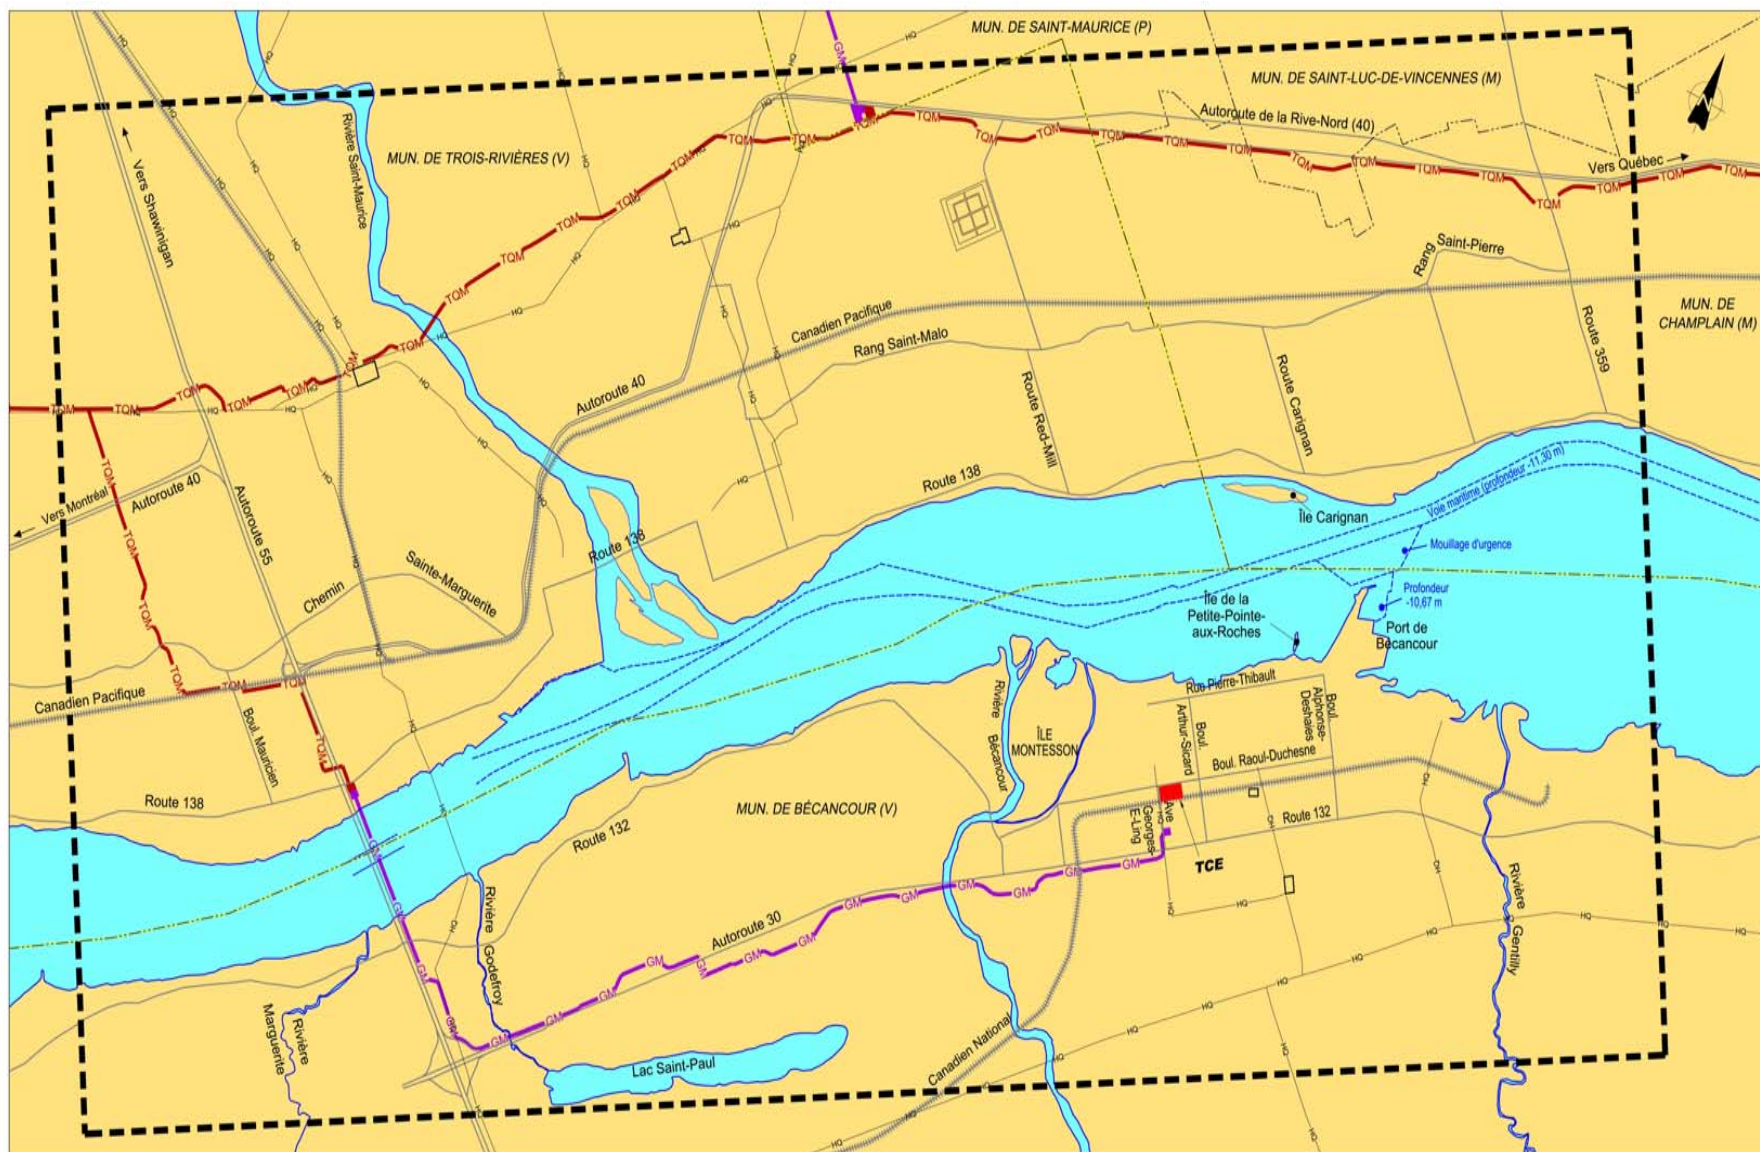 MUN. DE SAINT-MAURICE (P)
MUN. DE SAINT-LUC-DE-VINCENNES (M)
Autoroute de la Rive-Nord (40)
Vers Québec
MUN. DE TROIS-RIVIÈRES (V)
Rivière Saint-Maurice
Vers Shawinigan
GM
HQ
TQM
Rang
Saint-Pierre
MUN. DE
CHAMPLAIN (M)
Route 359
Canadien Pacifique
Rang Saint-Malo
Route Red-Mill
Route Carignan
Autoroute 40
Route 138
Vers Montréal
Autoroute 40
Autoroute 55
Chemin
Sainte-Marguerite
Route 138
Île Carignan
Voie maritime (profondeur -11,30 m)
Mouillage d'urgence
Profondeur
-10,67 m
Port de
Bécancour
Île de la
Petite-Pointe-
aux-Roches
Canadien Pacifique
Boul. Mauricien
Route 138
Rivière
Bécancour
ÎLE
MONTESSON
Rue Pierre-Thibault
Boul.
Arthur-Sicard
Boul.
Alphonse-
Deshaies
Boul. Raoul-Duchesne
MUN. DE BÉCANCOUR (V)
Route 132
Ave
Georges-
E-Ling
TCE
Route 132
Rivière
Gentilly
Autoroute 30
Rivière
Godefroy
Rivière
Marguerite
Lac Saint-Paul
Canadien National